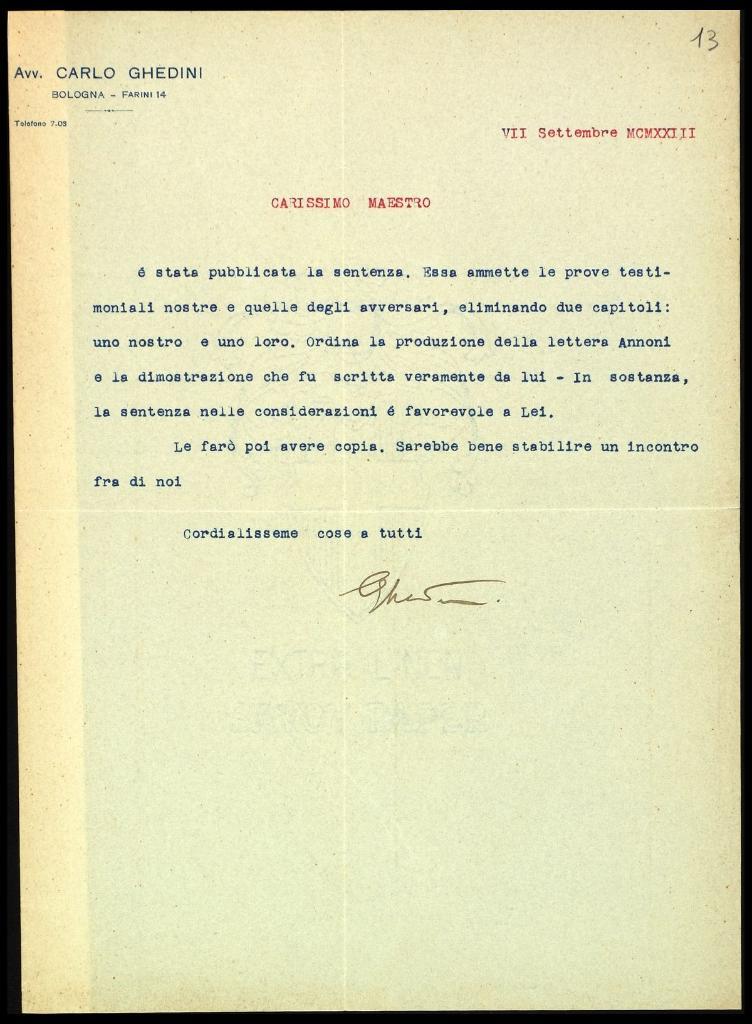 13
Avv. CARLO GHEDINI
BOLOGNA - FARINI 14
Telefono 7-03
VII Settembre MCMXXIII
CARISSIMO MAESTRO
é stata pubblicata la sentenza. Essa ammette le prove testi-
moniali nostre e quelle degli avversari, eliminando due capitoli:
uno nostro e uno loro. Ordina la produzione della lettera Annoni
e la dimostrazione che fu scritta veramente da lui - In sostanza,
la sentenza nelle considerazioni é favorevole a Lei.
Le farò poi avere copia. Sarebbe bene stabilire un incontro
fra di noi
Cordialisseme cose a tutti
Ghedini.